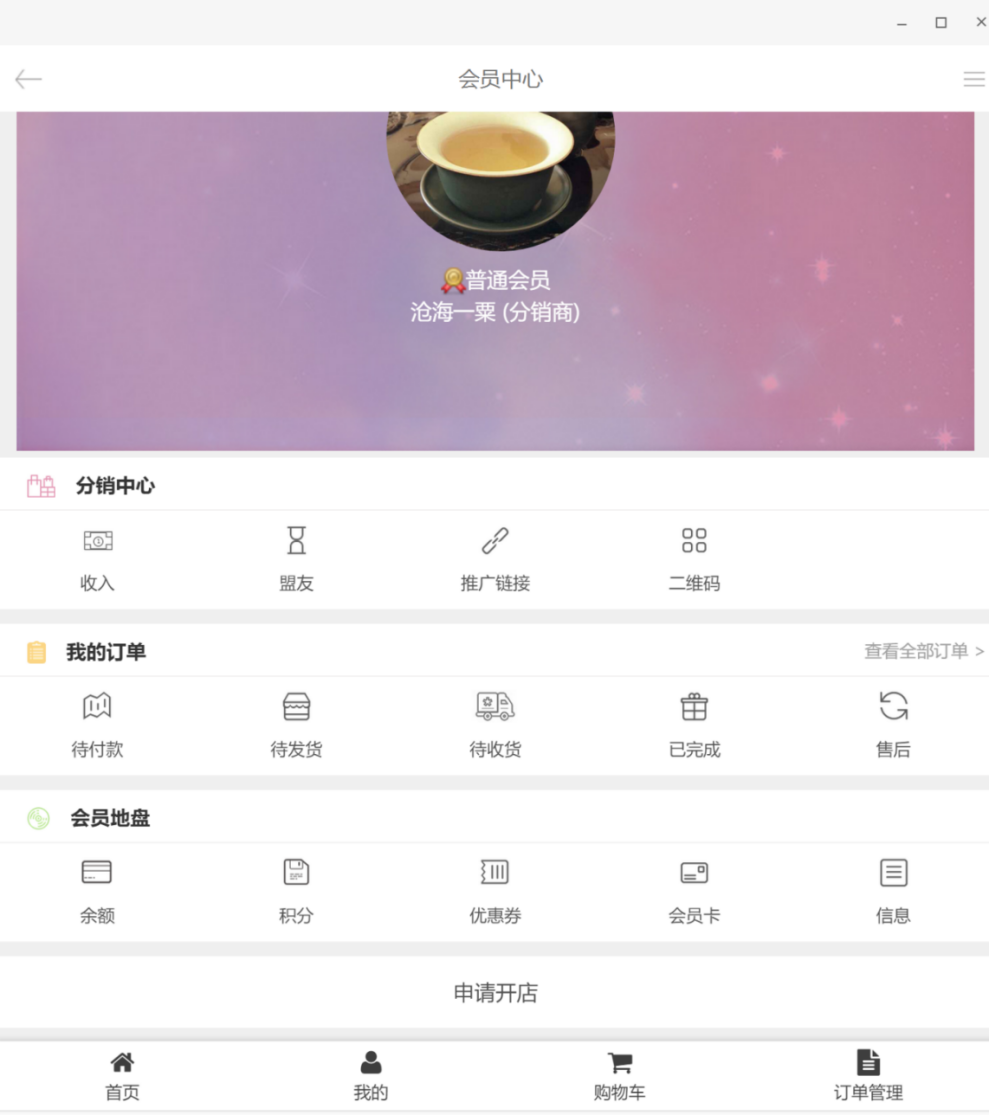 会员中心
普通会员
沧海一粟 (分销商)
分销中心
收入 盟友 推广链接 二维码
我的订单 查看全部订单 >
待付款 待发货 待收货 已完成 售后
会员地盘
余额 积分 优惠券 会员卡 信息
申请开店
首页 我的 购物车 订单管理